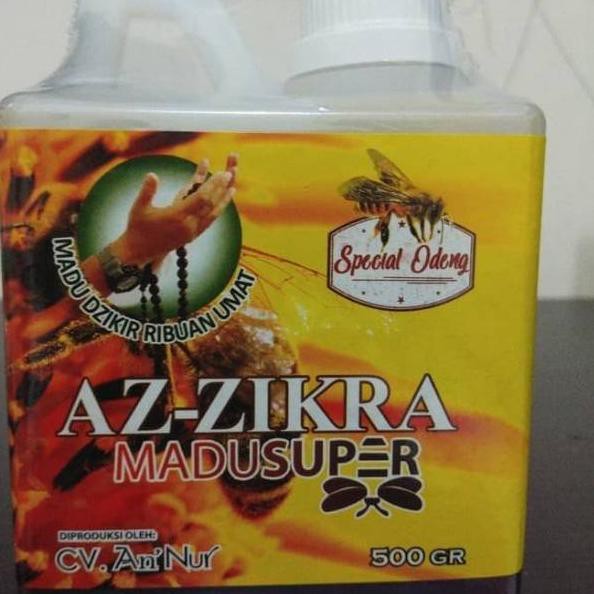 MADU DZIKIR RIBUAN UMAT
Special Odeng
AZ-ZIKRA
MADUSUPER
DIPRODUKSI OLEH:
CV. An'Nur
500 GR